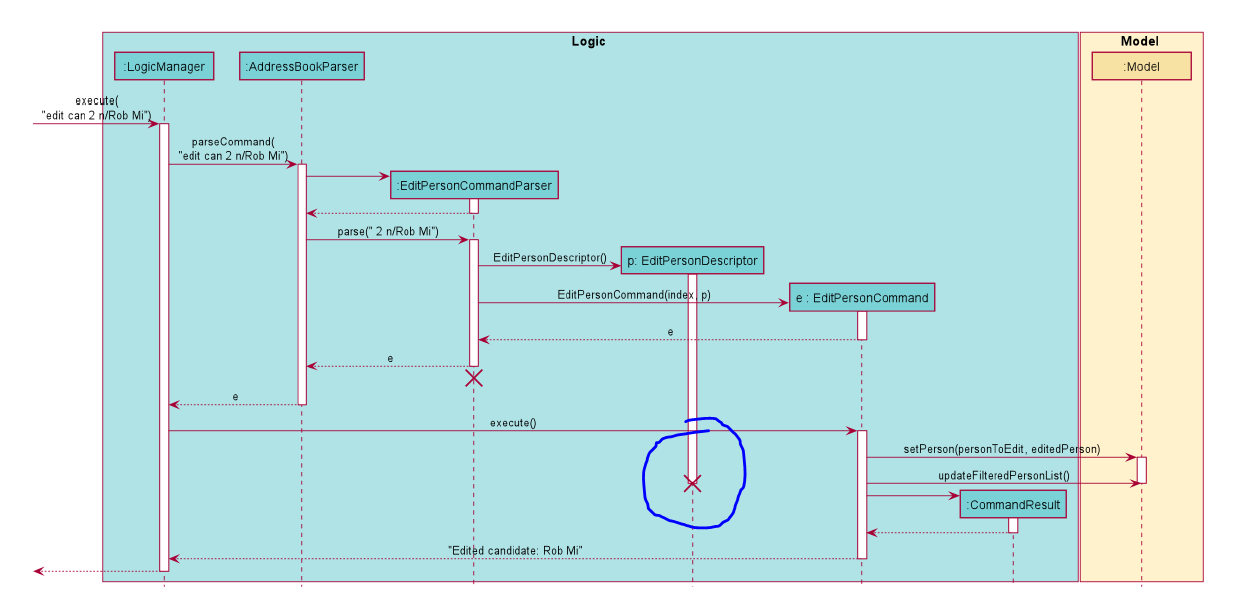 Logic
Model
:LogicManager
:AddressBookParser
:Model
execute(
"edit can 2 n/Rob Mi")
parseCommand(
"edit can 2 n/Rob Mi")
:EditPersonCommandParser
parse(" 2 n/Rob Mi")
EditPersonDescriptor()
p: EditPersonDescriptor
EditPersonCommand(index, p)
e : EditPersonCommand
e
e
e
execute()
setPerson(personToEdit, editedPerson)
updateFilteredPersonList()
:CommandResult
"Edited candidate: Rob Mi"